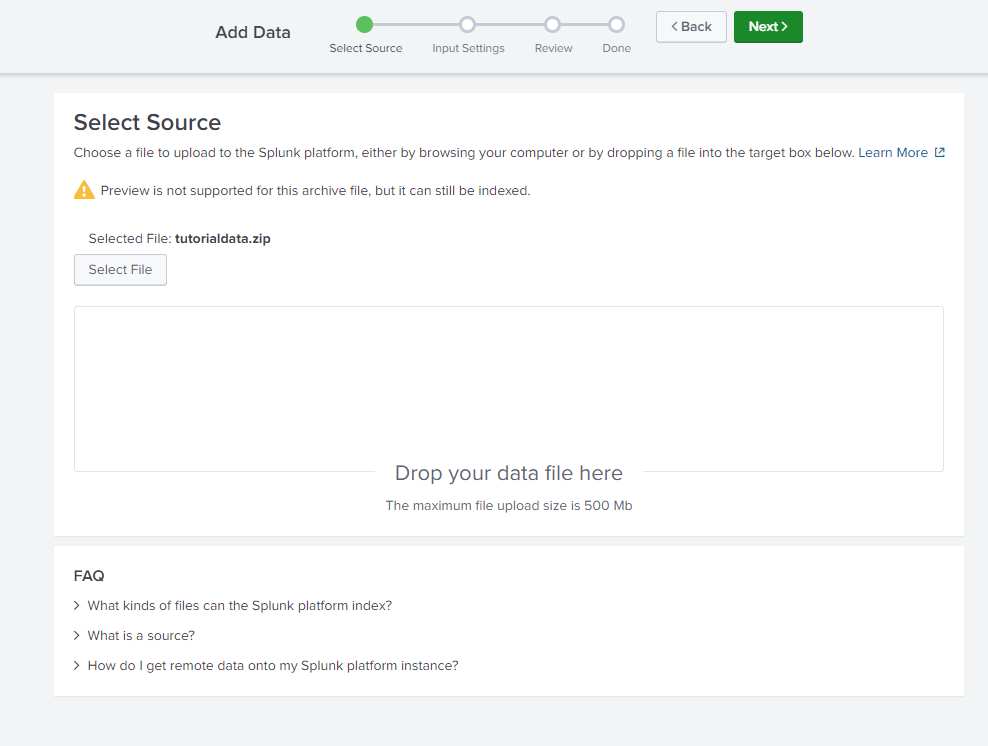 Add Data
Select Source
Input Settings
Review
Done
< Back
Next >
Select Source
Choose a file to upload to the Splunk platform, either by browsing your computer or by dropping a file into the target box below. Learn More
Preview is not supported for this archive file, but it can still be indexed.
Selected File: tutorialdata.zip
Select File
Drop your data file here
The maximum file upload size is 500 Mb
FAQ
> What kinds of files can the Splunk platform index?
> What is a source?
> How do I get remote data onto my Splunk platform instance?